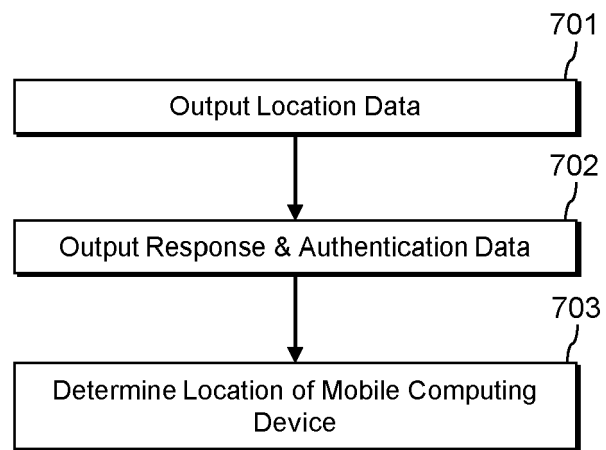 701
Output Location Data
702
Output Response & Authentication Data
703
Determine Location of Mobile Computing
Device